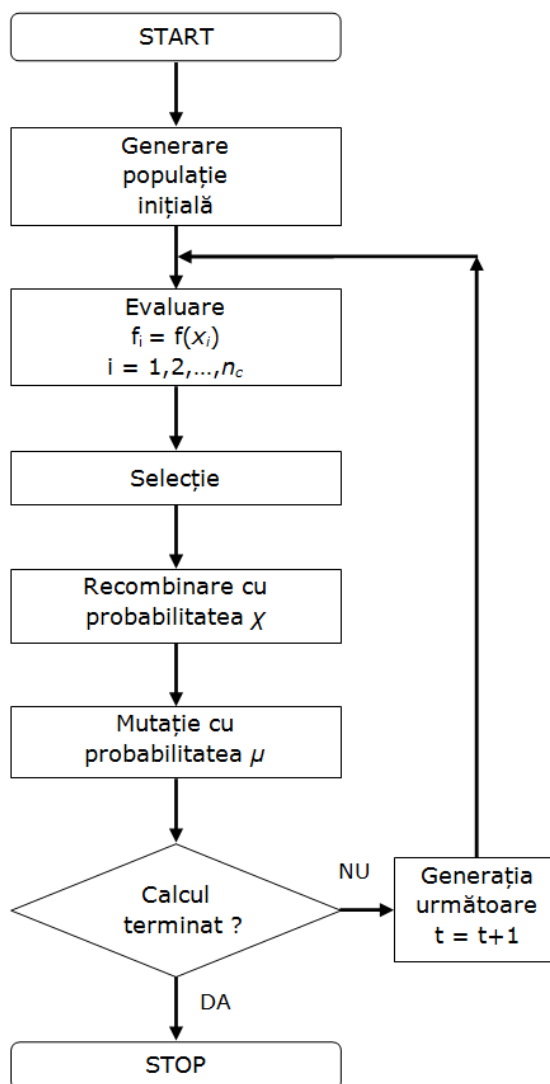 START
Generare
populație
inițială
Evaluare
fᵢ = f(xᵢ)
i = 1,2,...,n꜀
Selecție
Recombinare cu
probabilitatea χ
Mutație cu
probabilitatea μ
Calcul
terminat ?
NU
Generația
următoare
t = t+1
DA
STOP